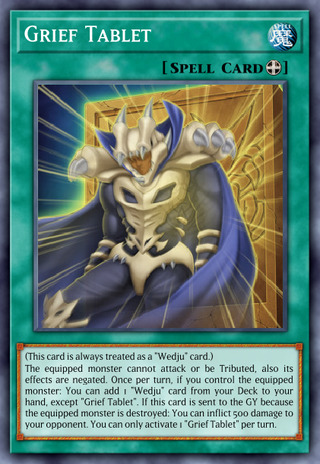 Grief Tablet
[Spell Card]
(This card is always treated as a "Wedju" card.)
The equipped monster cannot attack or be Tributed, also its
effects are negated. Once per turn, if you control the equipped
monster: You can add 1 "Wedju" card from your Deck to your
hand, except "Grief Tablet". If this card is sent to the GY because
the equipped monster is destroyed: You can inflict 500 damage to
your opponent. You can only activate 1 "Grief Tablet" per turn.